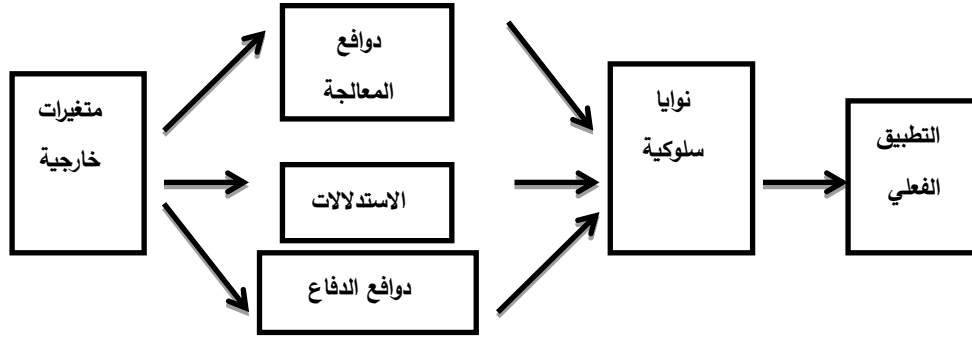 متغيرات
خارجية
دوافع
المعالجة
الاستدلالات
دوافع الدفاع
نوايا
سلوكية
التطبيق
الفعلي